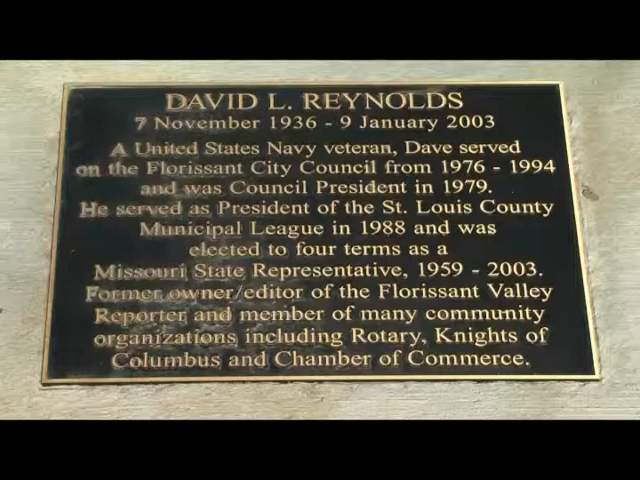 DAVID L. REYNOLDS
7 November 1936 - 9 January 2003
A United States Navy veteran, Dave served
on the Florissant City Council from 1976 - 1994
and was Council President in 1979.
He served as President of the St. Louis County
Municipal League in 1988 and was
elected to four terms as a
Missouri State Representative, 1959 - 2003.
Former owner/editor of the Florissant Valley
Reporter and member of many community
organizations including Rotary, Knights of
Columbus and Chamber of Commerce.